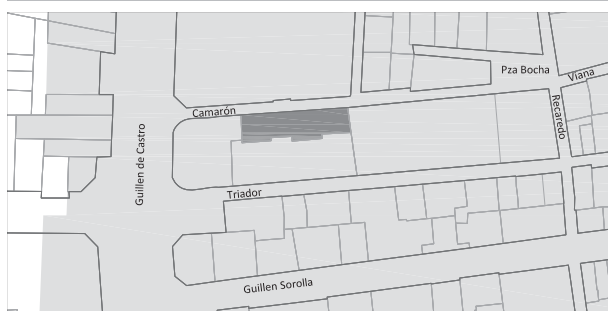 Pza Bocha
Viana
Camarón
Recaredo
Guillen de Castro
Triador
Guillen Sorolla